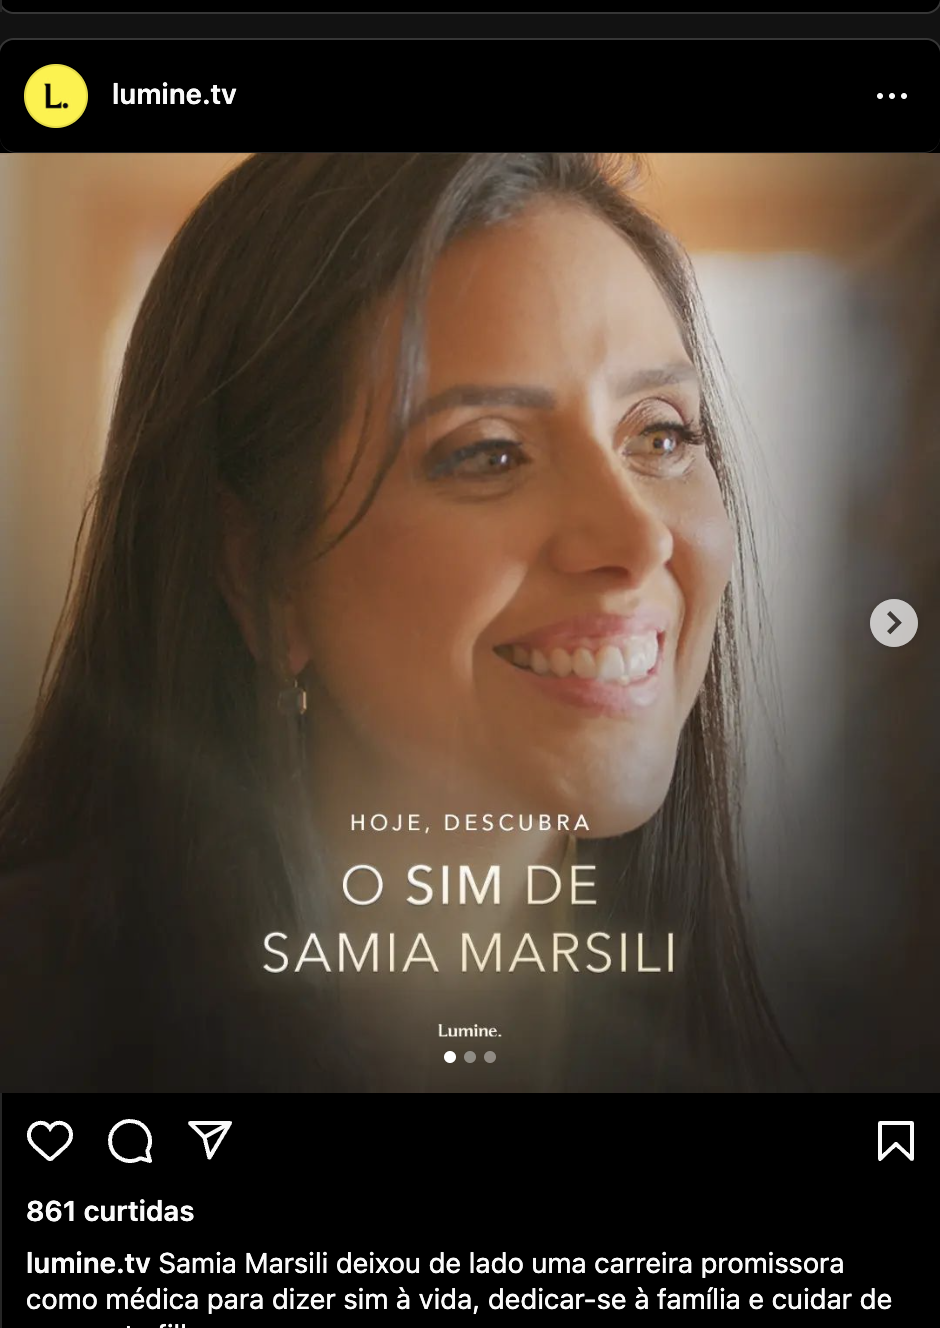 L.
lumine.tv
HOJE, DESCUBRA
O SIM DE
SAMIA MARSILI
Lumine.
861 curtidas
lumine.tv Samia Marsili deixou de lado uma carreira promissora
como médica para dizer sim à vida, dedicar-se à família e cuidar de